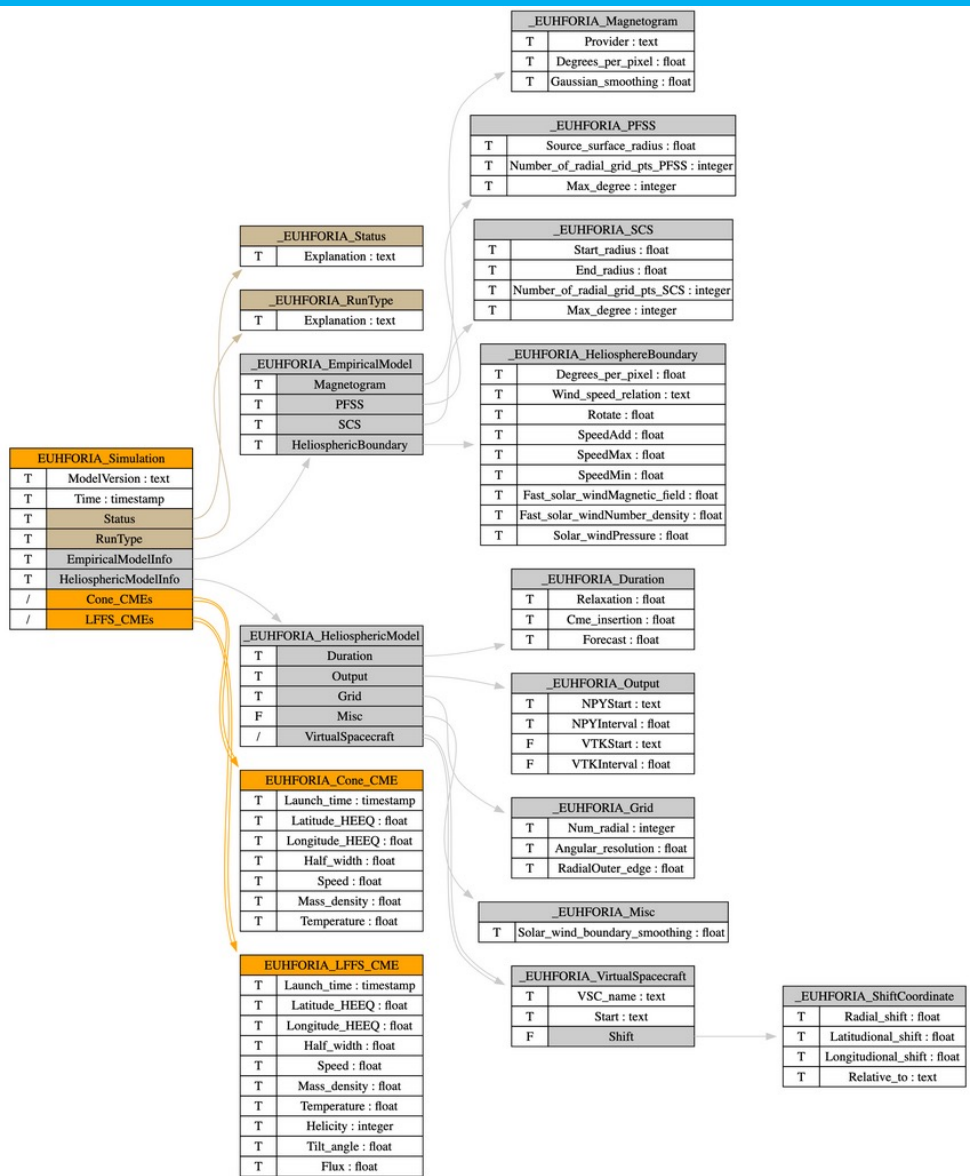 _EUHFORIA_Magnetogram
T Provider : text
T Degrees_per_pixel : float
T Gaussian_smoothing : float
_EUHFORIA_PFSS
T Source_surface_radius : float
T Number_of_radial_grid_pts_PFSS : integer
T Max_degree : integer
_EUHFORIA_SCS
T Start_radius : float
T End_radius : float
T Number_of_radial_grid_pts_SCS : integer
T Max_degree : integer
_EUHFORIA_Status
T Explanation : text
_EUHFORIA_RunType
T Explanation : text
_EUHFORIA_EmpiricalModel
T Magnetogram
T PFSS
T SCS
T HeliosphericBoundary
_EUHFORIA_HeliosphereBoundary
T Degrees_per_pixel : float
T Wind_speed_relation : text
T Rotate : float
T SpeedAdd : float
T SpeedMax : float
T SpeedMin : float
T Fast_solar_windMagnetic_field : float
T Fast_solar_windNumber_density : float
T Solar_windPressure : float
EUHFORIA_Simulation
T ModelVersion : text
T Time : timestamp
T Status
T RunType
T EmpiricalModelInfo
T HeliosphericModelInfo
/ Cone_CMEs
/ LFFS_CMEs
_EUHFORIA_HeliosphericModel
T Duration
T Output
T Grid
F Misc
/ VirtualSpacecraft
_EUHFORIA_Duration
T Relaxation : float
T Cme_insertion : float
T Forecast : float
_EUHFORIA_Output
T NPYStart : text
T NPYInterval : float
F VTKStart : text
F VTKInterval : float
EUHFORIA_Cone_CME
T Launch_time : timestamp
T Latitude_HEEQ : float
T Longitude_HEEQ : float
T Half_width : float
T Speed : float
T Mass_density : float
T Temperature : float
_EUHFORIA_Grid
T Num_radial : integer
T Angular_resolution : float
T RadialOuter_edge : float
_EUHFORIA_Misc
T Solar_wind_boundary_smoothing : float
EUHFORIA_LFFS_CME
T Launch_time : timestamp
T Latitude_HEEQ : float
T Longitude_HEEQ : float
T Half_width : float
T Speed : float
T Mass_density : float
T Temperature : float
T Helicity : integer
T Tilt_angle : float
T Flux : float
_EUHFORIA_VirtualSpacecraft
T VSC_name : text
T Start : text
F Shift
_EUHFORIA_ShiftCoordinate
T Radial_shift : float
T Latitudional_shift : float
T Longitudional_shift : float
T Relative_to : text